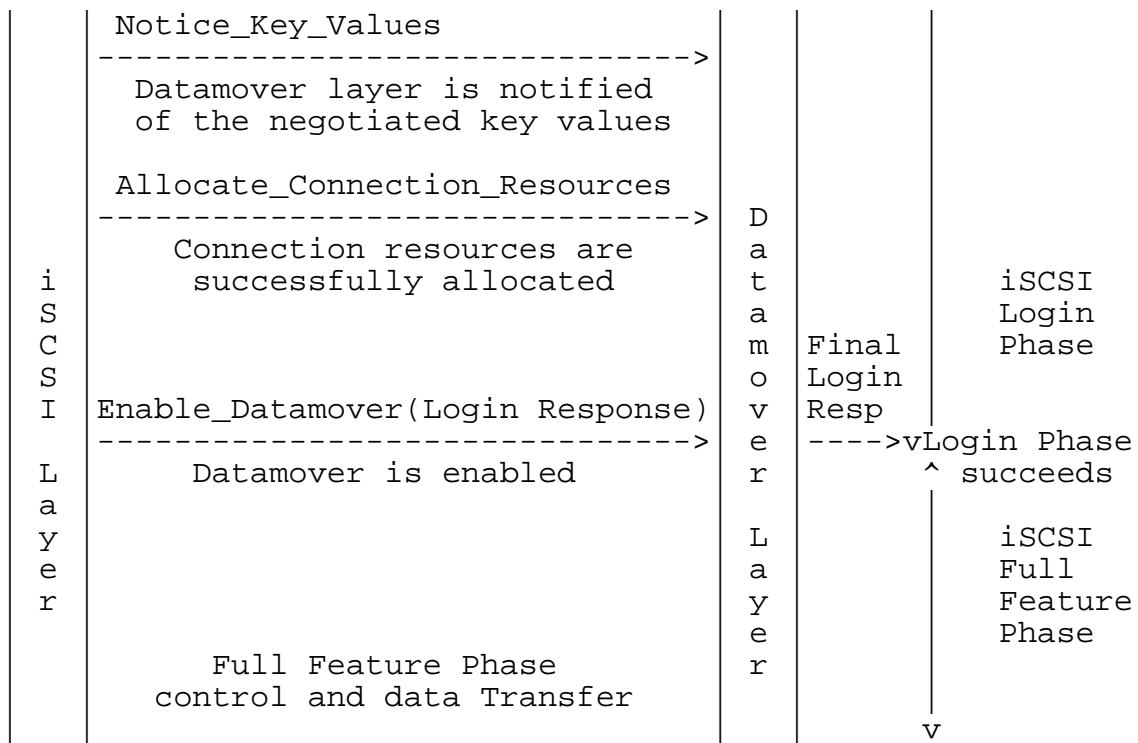 Notice_Key_Values
------------------------------->
Datamover layer is notified
of the negotiated key values
Allocate_Connection_Resources
------------------------------->
Connection resources are
successfully allocated
Enable_Datamover(Login Response)
------------------------------->
Datamover is enabled
Full Feature Phase
control and data Transfer
iSCSI Layer
Datamover Layer
Final
Login
Resp
---->vLogin Phase
^ succeeds
iSCSI
Login
Phase
iSCSI
Full
Feature
Phase
v